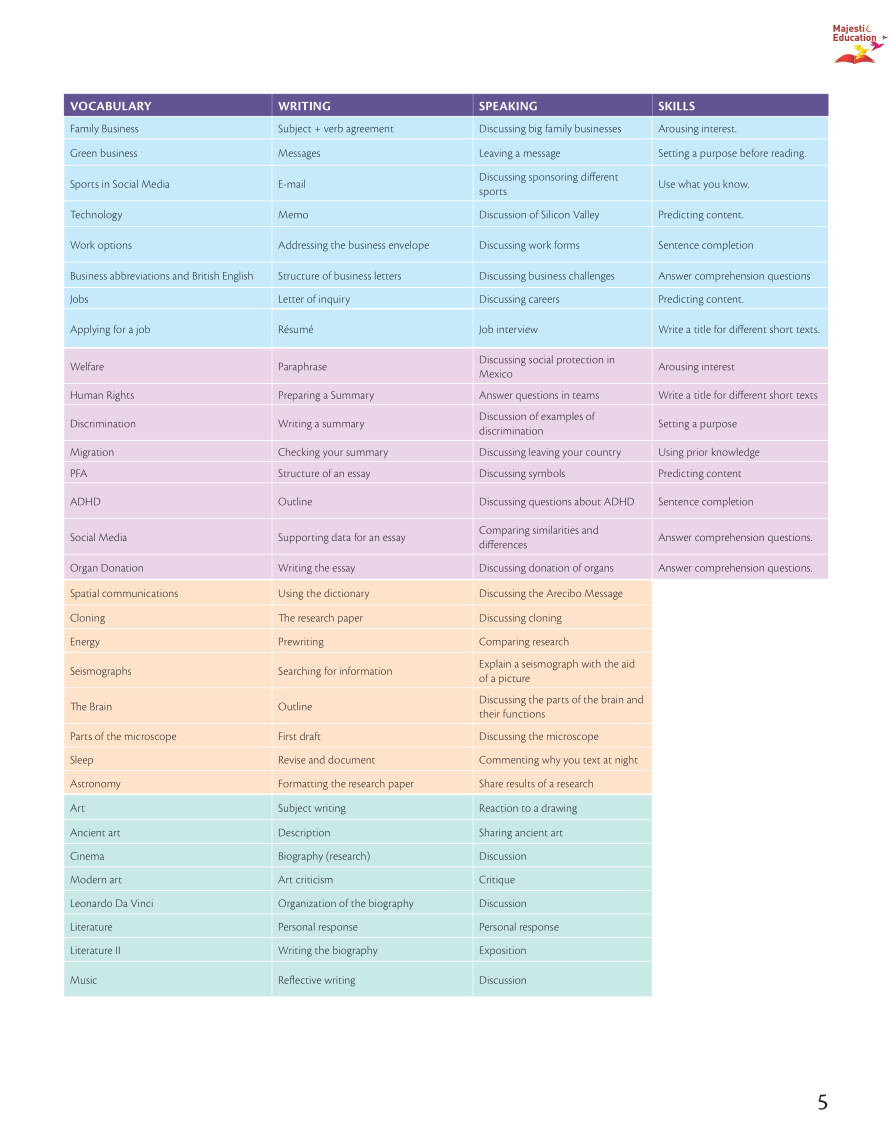 Majestic
Education
VOCABULARY WRITING SPEAKING SKILLS
Family Business Subject + verb agreement Discussing big family businesses Arousing interest.
Green business Messages Leaving a message Setting a purpose before reading.
Sports in Social Media E-mail Discussing sponsoring different
sports Use what you know.
Technology Memo Discussion of Silicon Valley Predicting content.
Work options Addressing the business envelope Discussing work forms Sentence completion
Business abbreviations and British English Structure of business letters Discussing business challenges Answer comprehension questions
Jobs Letter of inquiry Discussing careers Predicting content.
Applying for a job Résumé Job interview Write a title for different short texts.
Welfare Paraphrase Discussing social protection in
Mexico Arousing interest
Human Rights Preparing a Summary Answer questions in teams Write a title for different short texts
Discrimination Writing a summary Discussion of examples of
discrimination Setting a purpose
Migration Checking your summary Discussing leaving your country Using prior knowledge
PFA Structure of an essay Discussing symbols Predicting content
ADHD Outline Discussing questions about ADHD Sentence completion
Social Media Supporting data for an essay Comparing similarities and
differences Answer comprehension questions.
Organ Donation Writing the essay Discussing donation of organs Answer comprehension questions.
Spatial communications Using the dictionary Discussing the Arecibo Message
Cloning The research paper Discussing cloning
Energy Prewriting Comparing research
Seismographs Searching for information Explain a seismograph with the aid
of a picture
The Brain Outline Discussing the parts of the brain and
their functions
Parts of the microscope First draft Discussing the microscope
Sleep Revise and document Commenting why you text at night
Astronomy Formatting the research paper Share results of a research
Art Subject writing Reaction to a drawing
Ancient art Description Sharing ancient art
Cinema Biography (research) Discussion
Modern art Art criticism Critique
Leonardo Da Vinci Organization of the biography Discussion
Literature Personal response Personal response
Literature II Writing the biography Exposition
Music Reflective writing Discussion
5